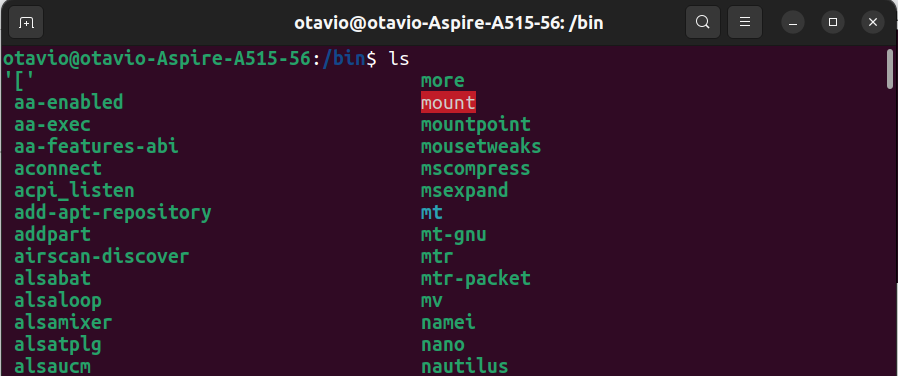 otavio@otavio-Aspire-A515-56: /bin
otavio@otavio-Aspire-A515-56:/bin$ ls
'[' more
aa-enabled mount
aa-exec mountpoint
aa-features-abi mousetweaks
aconnect mscompress
acpi_listen msexpand
add-apt-repository mt
addpart mt-gnu
airscan-discover mtr
alsabat mtr-packet
alsaloop mv
alsamixer namei
alsatplg nano
alsaucm nautilus